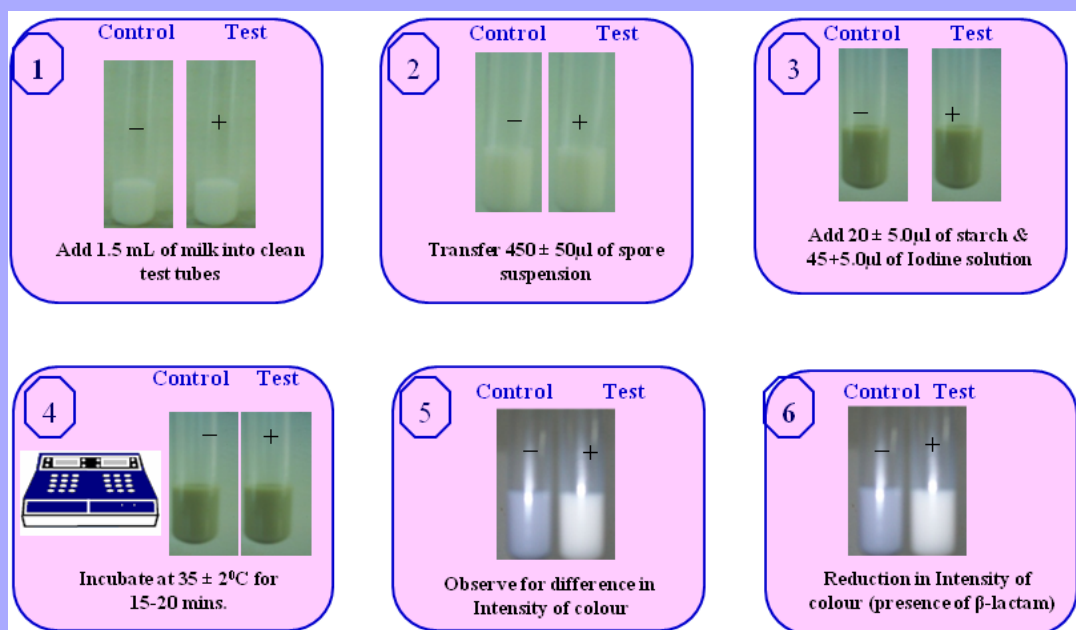 Control Test
1
− +
Add 1.5 mL of milk into clean
test tubes
Control Test
2
− +
Transfer 450 ± 50µl of spore
suspension
Control Test
3
− +
Add 20 ± 5.0µl of starch &
45+5.0µl of Iodine solution
Control Test
4
− +
Incubate at 35 ± 2⁰C for
15-20 mins.
Control Test
5
− +
Observe for difference in
Intensity of colour
Control Test
6
− +
Reduction in Intensity of
colour (presence of β-lactam)